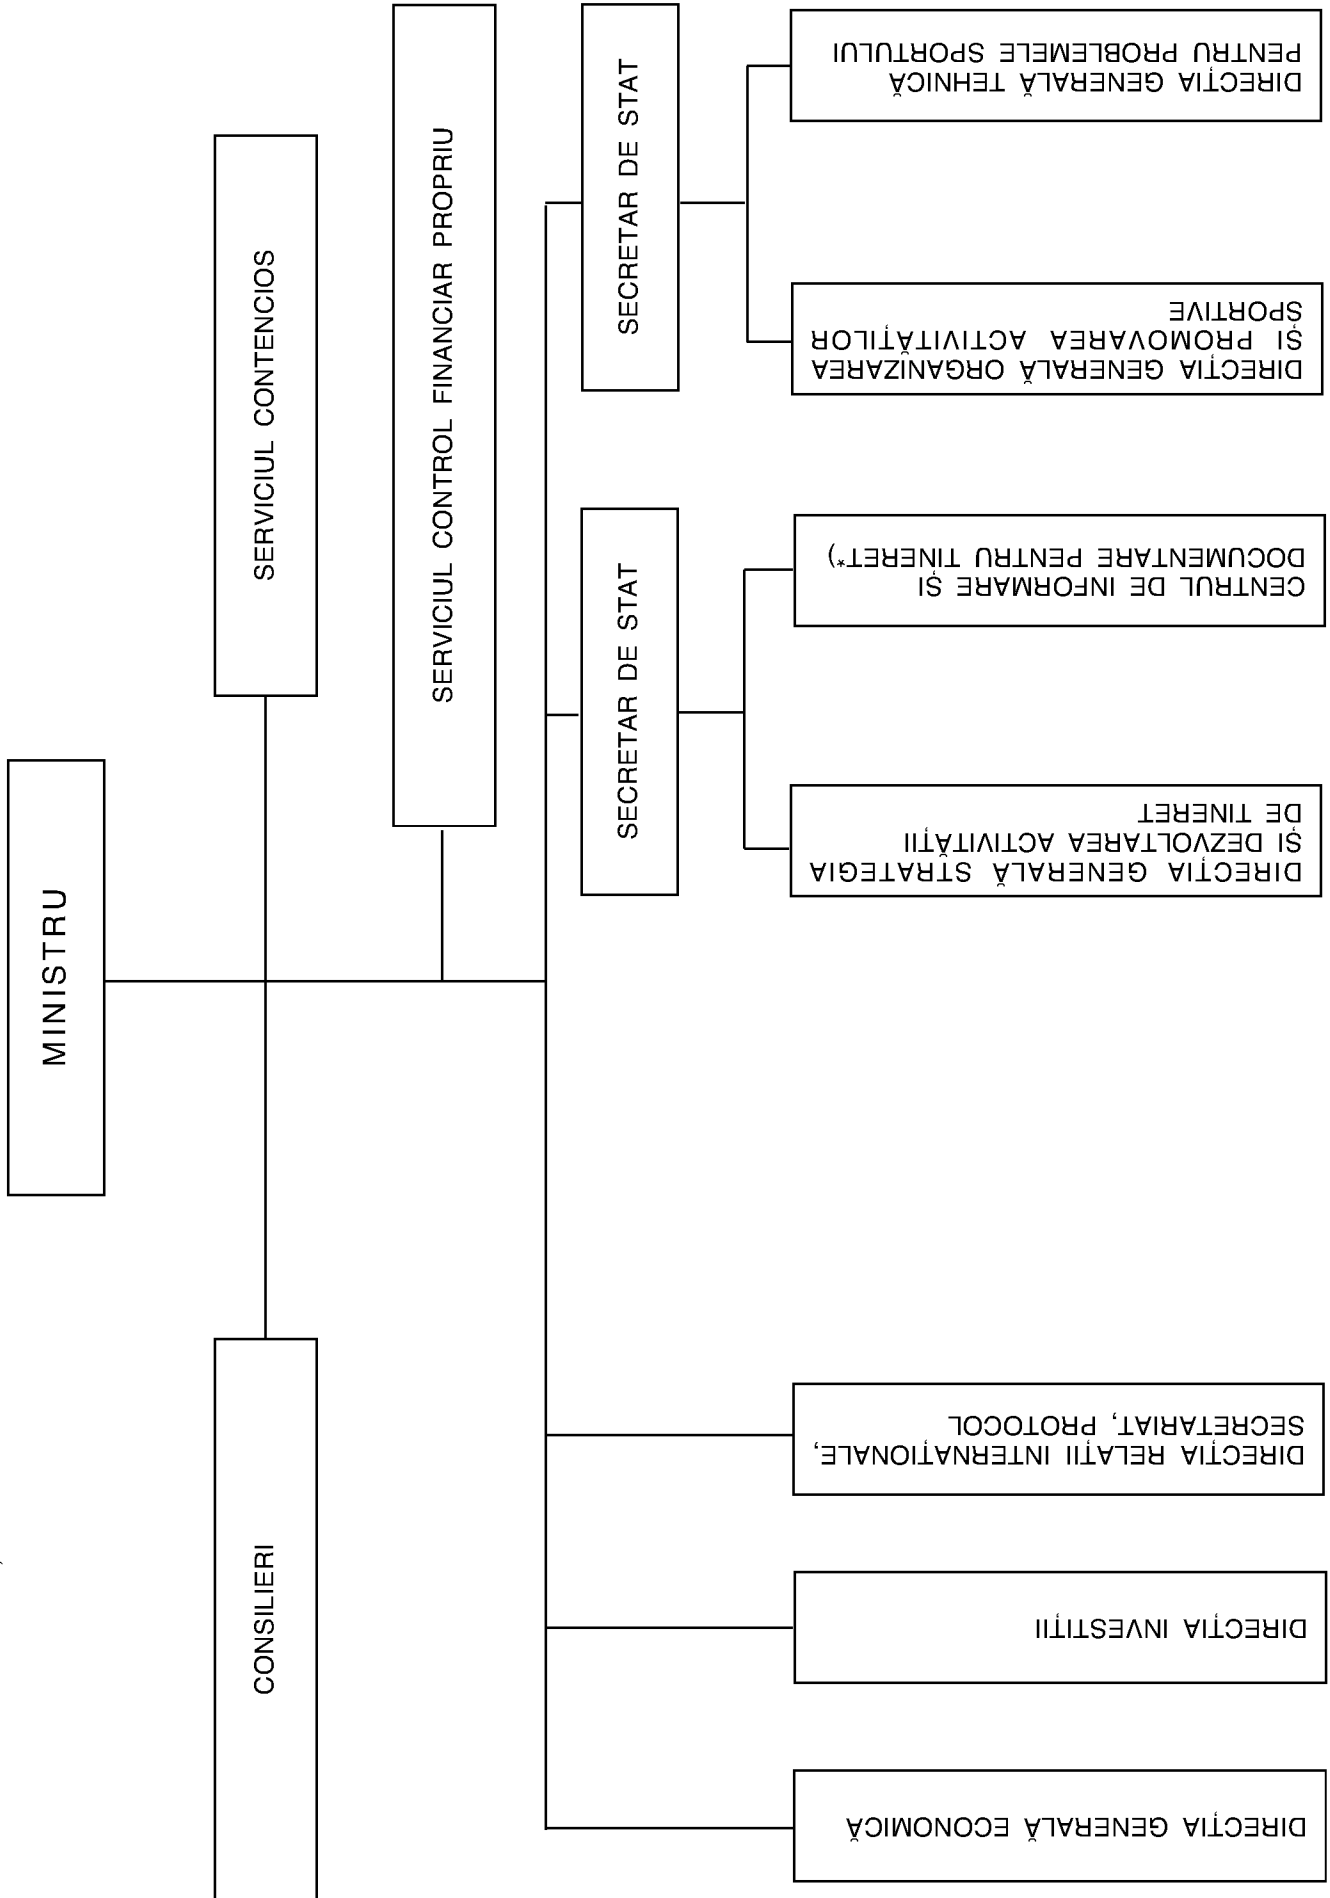 MINISTRU
CONSILIERI
SERVICIUL CONTENCIOS
SERVICIUL CONTROL FINANCIAR PROPRIU
SECRETAR DE STAT
SECRETAR DE STAT
DIRECȚIA GENERALĂ ECONOMICĂ
DIRECȚIA INVESTIȚII
DIRECȚIA RELAȚII INTERNAȚIONALE,
SECRETARIAT, PROTOCOL
DIRECȚIA GENERALĂ STRATEGIA
ȘI DEZVOLTAREA ACTIVITĂȚII
DE TINERET
CENTRUL DE INFORMARE ȘI
DOCUMENTARE PENTRU TINERET*)
DIRECȚIA GENERALĂ ORGANIZAREA
ȘI PROMOVAREA ACTIVITĂȚILOR
SPORTIVE
DIRECȚIA GENERALĂ TEHNICĂ
PENTRU PROBLEMELE SPORTULUI